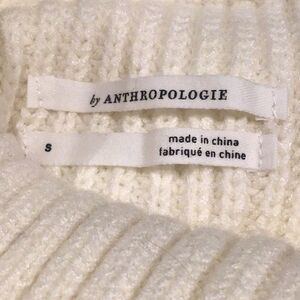 by ANTHROPOLOGIE
s
made in china
fabriqué en chine